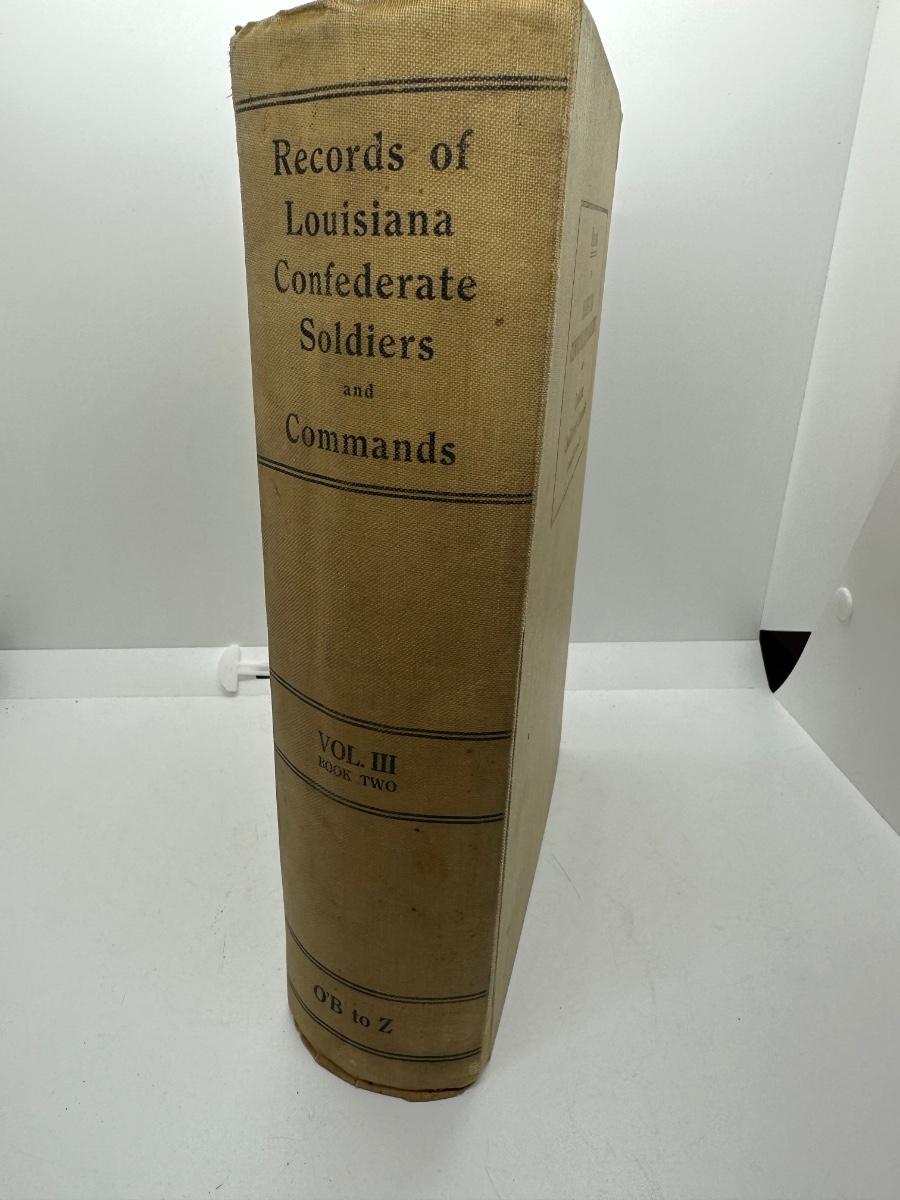 Records of
Louisiana
Confederate
Soldiers
and
Commands
VOL. III
BOOK TWO
O'B to Z